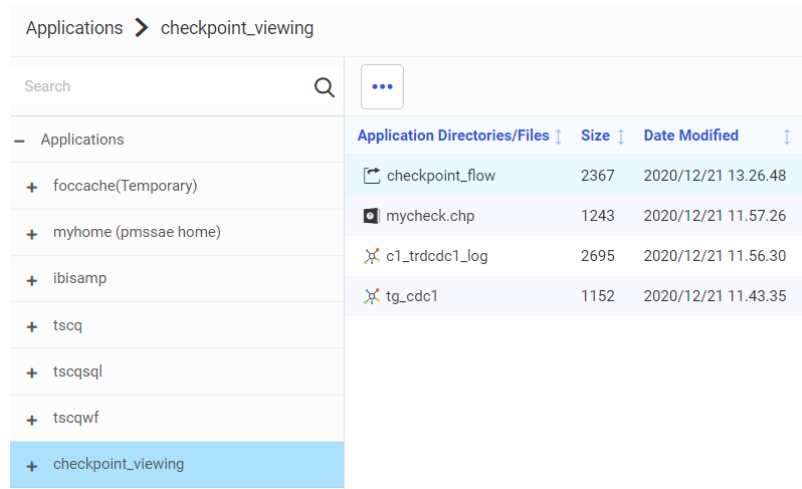 Applications > checkpoint_viewing
Search
Applications
foccache(Temporary)
myhome (pmssae home)
ibisamp
tscq
tscqsql
tscqwf
checkpoint_viewing
Application Directories/Files Size Date Modified
checkpoint_flow 2367 2020/12/21 13.26.48
mycheck.chp 1243 2020/12/21 11.57.26
c1_trdcdc1_log 2695 2020/12/21 11.56.30
tg_cdc1 1152 2020/12/21 11.43.35